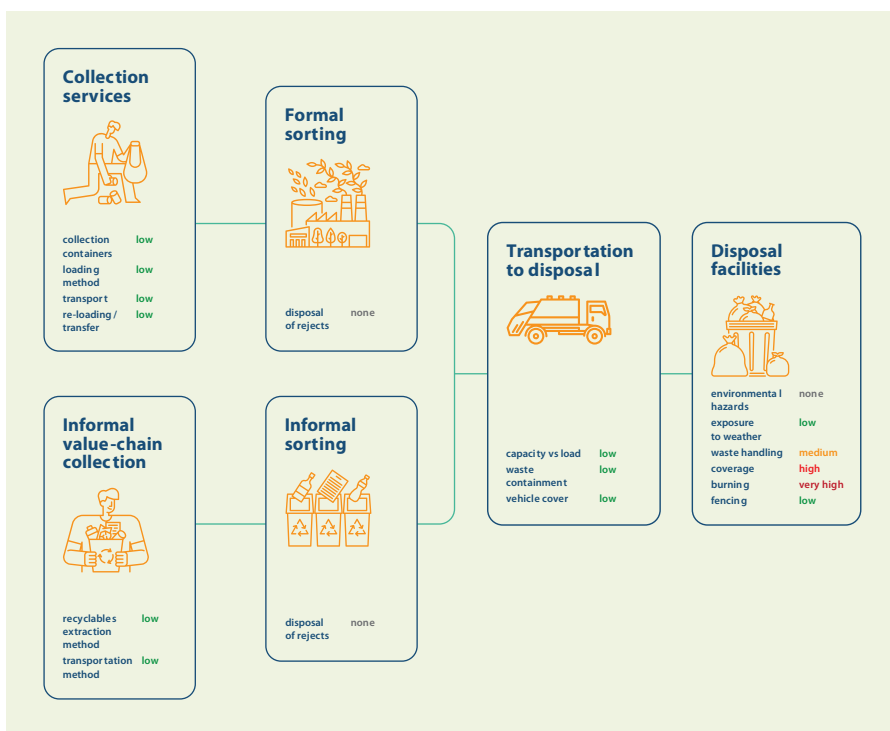 Collection
services
collection low
containers
loading low
method
transport low
re-loading / low
transfer
Formal
sorting
disposal none
of rejects
Informal
value-chain
collection
recyclables low
extraction
method
transportation low
method
Informal
sorting
disposal none
of rejects
Transportation
to disposal
capacity vs load low
waste low
containment
vehicle cover low
Disposal
facilities
environmental none
hazards
exposure low
to weather
waste handling medium
coverage high
burning very high
fencing low